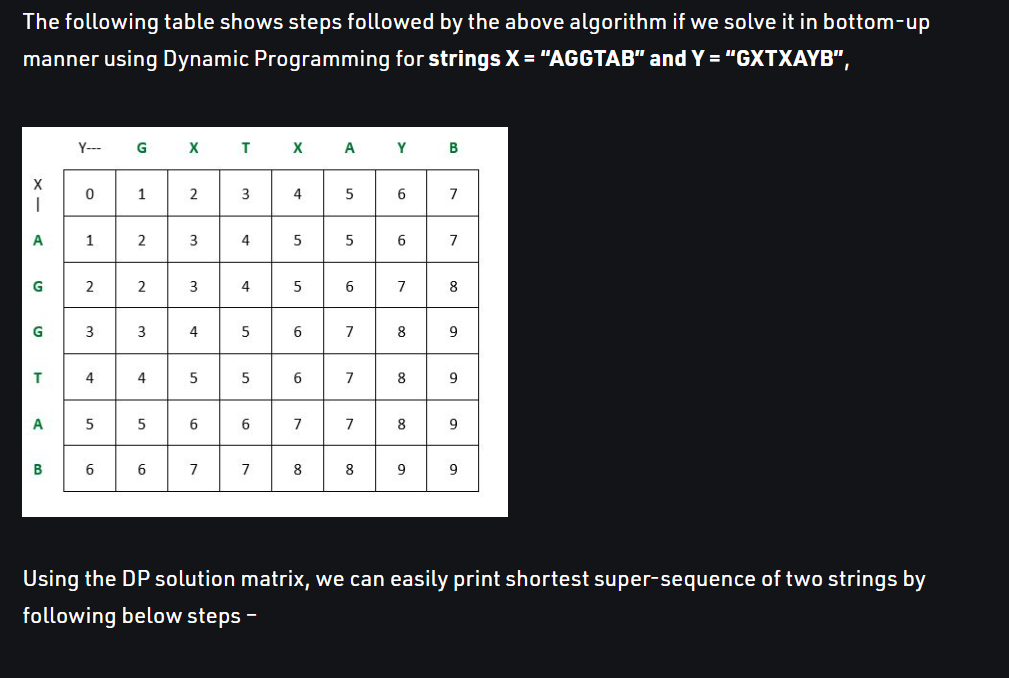 The following table shows steps followed by the above algorithm if we solve it in bottom-up
manner using Dynamic Programming for strings X = “AGGTAB” and Y = “GXTXAYB”,
Y--- G X T X A Y B
X
|
0 1 2 3 4 5 6 7
A 1 2 3 4 5 5 6 7
G 2 2 3 4 5 6 7 8
G 3 3 4 5 6 7 8 9
T 4 4 5 5 6 7 8 9
A 5 5 6 6 7 7 8 9
B 6 6 7 7 8 8 9 9
Using the DP solution matrix, we can easily print shortest super-sequence of two strings by
following below steps –